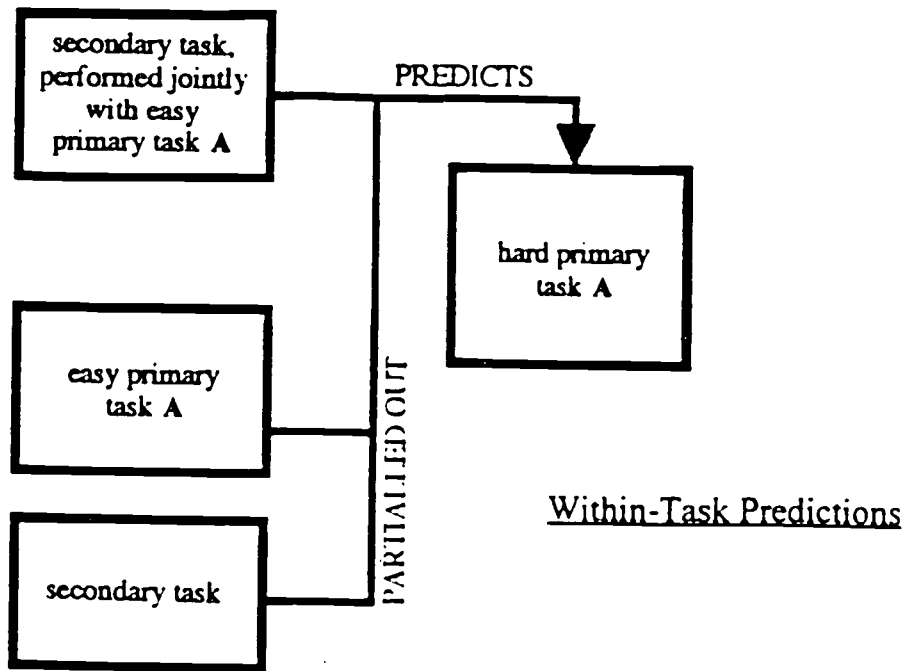 secondary task,
performed jointly
with easy
primary task A
PREDICTS
hard primary
task A
easy primary
task A
PARTIALLED OUT
secondary task
Within-Task Predictions